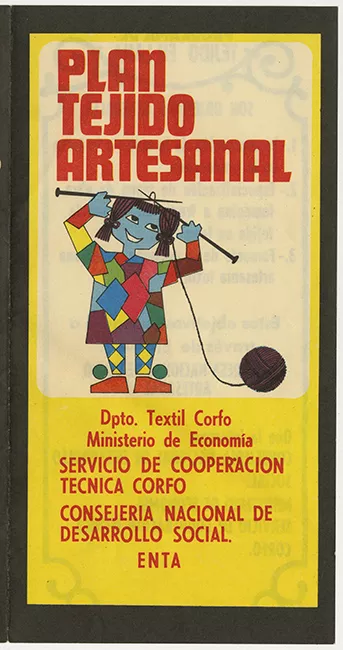 PLAN
TEJIDO
ARTESANAL
Dpto. Textil Corfo
Ministerio de Economía
SERVICIO DE COOPERACION
TECNICA CORFO
CONSEJERIA NACIONAL DE
DESARROLLO SOCIAL.
ENTA